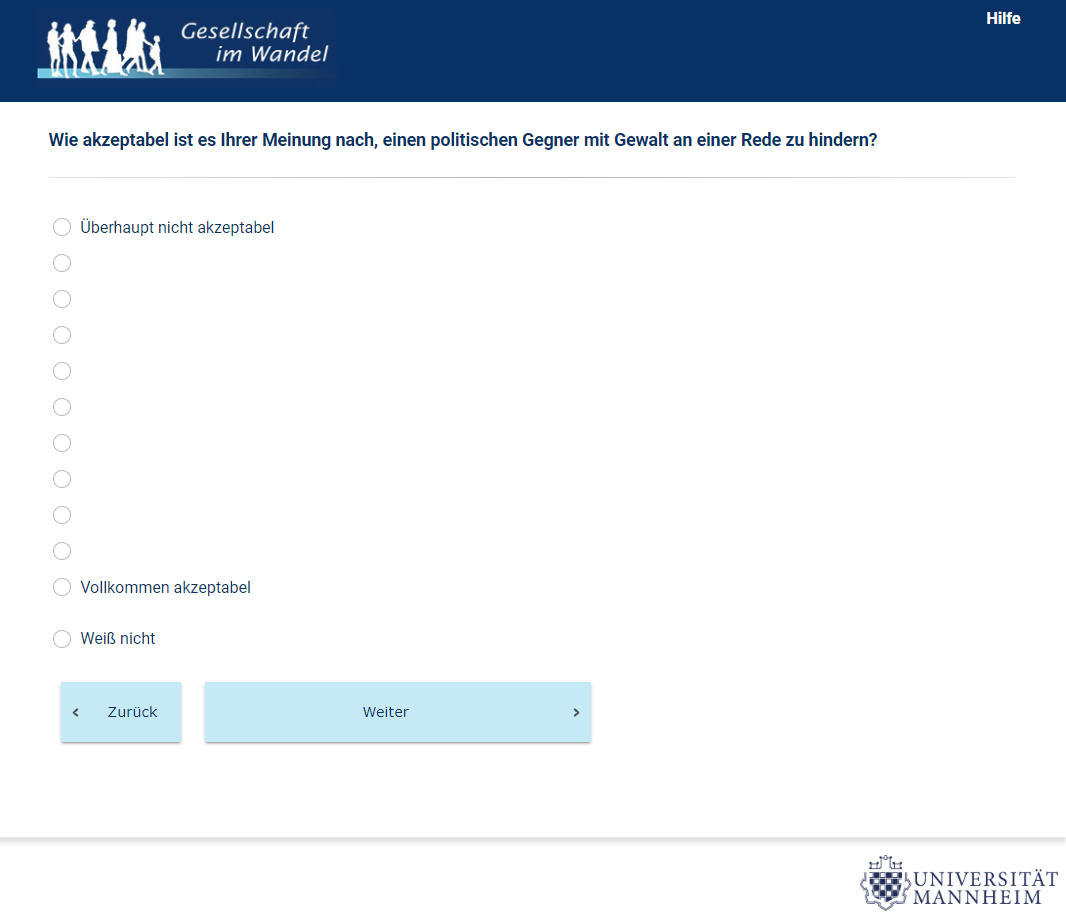 Gesellschaft
im Wandel
Hilfe
Wie akzeptabel ist es Ihrer Meinung nach, einen politischen Gegner mit Gewalt an einer Rede zu hindern?
Überhaupt nicht akzeptabel
Vollkommen akzeptabel
Weiß nicht
Zurück
Weiter
UNIVERSITÄT
MANNHEIM